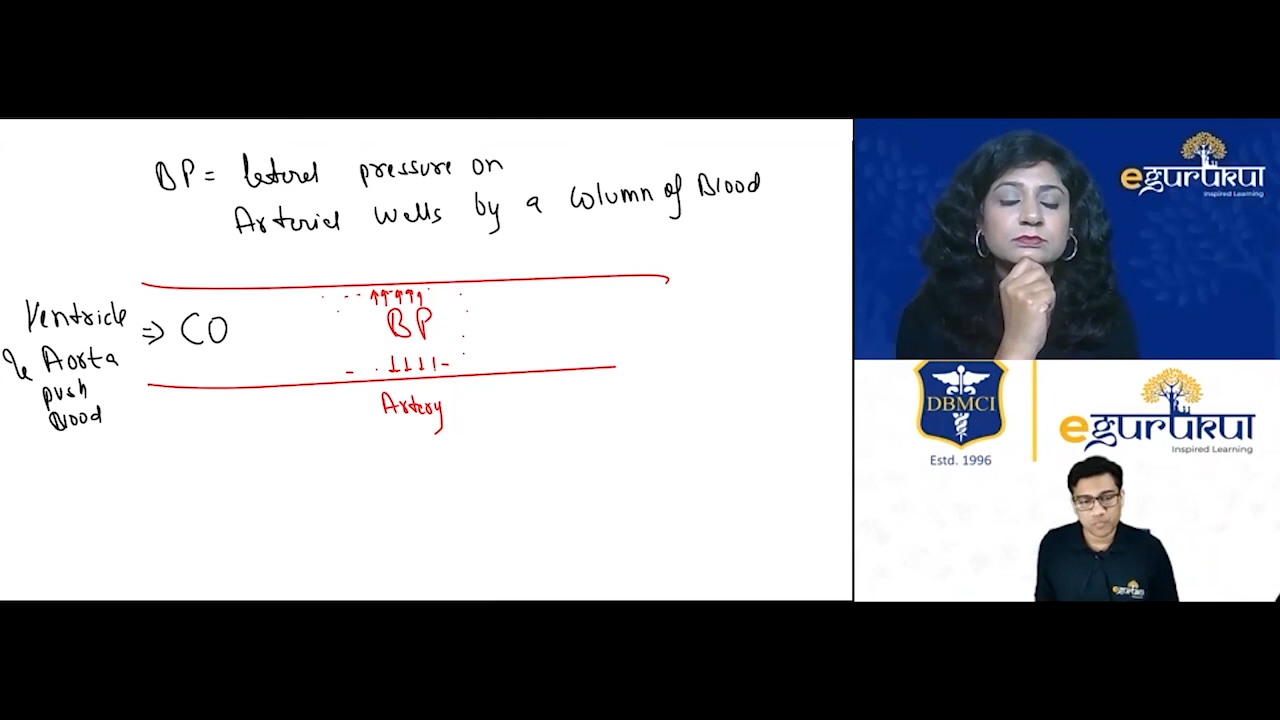 BP = lateral pressure on
Arterial walls by a column of Blood
Ventricle
& Aorta
push
Blood
⇒ CO
BP
Artery
egurukul
Inspired Learning
DBMCI
Estd. 1996
egurukul
Inspired Learning
egurukul